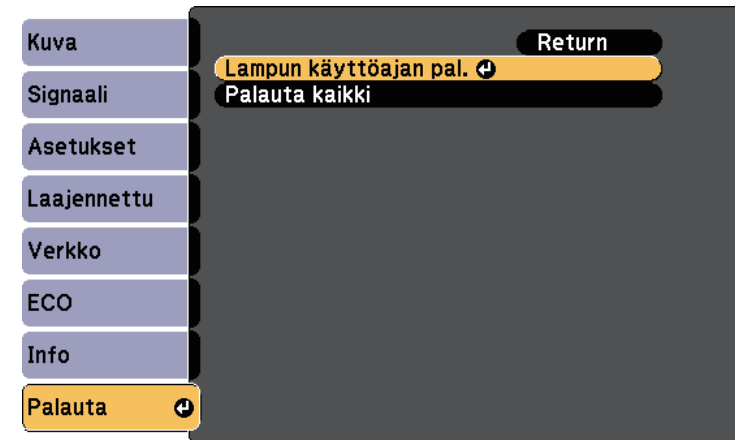 Kuva
Signaali
Asetukset
Laajennettu
Verkko
ECO
Info
Palauta
Return
Lampun käyttöajan pal.
Palauta kaikki